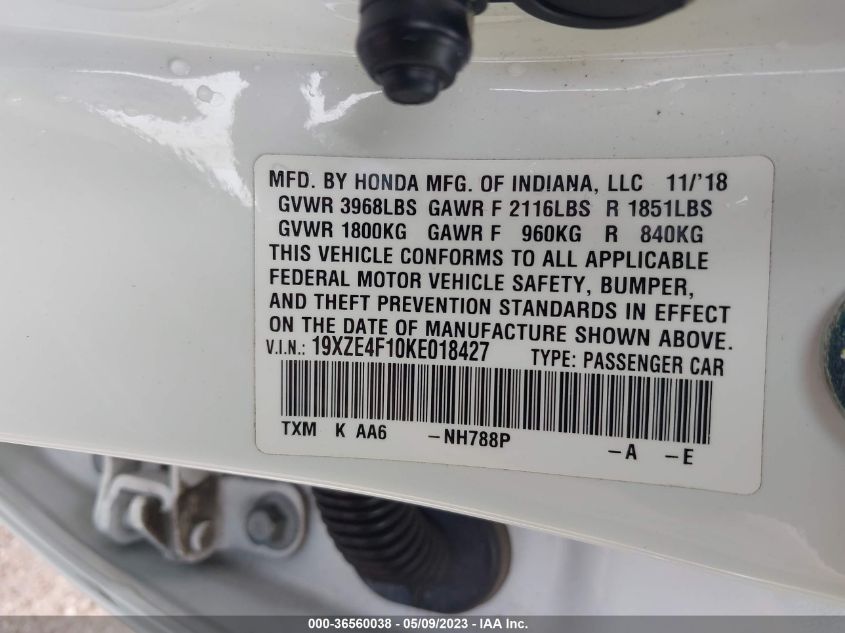 MFD. BY HONDA MFG. OF INDIANA, LLC 11/'18
GVWR 3968LBS GAWR F 2116LBS R 1851LBS
GVWR 1800KG GAWR F 960KG R 840KG
THIS VEHICLE CONFORMS TO ALL APPLICABLE
FEDERAL MOTOR VEHICLE SAFETY, BUMPER,
AND THEFT PREVENTION STANDARDS IN EFFECT
ON THE DATE OF MANUFACTURE SHOWN ABOVE.
V.I.N.: 19XZE4F10KE018427 TYPE: PASSENGER CAR
TXM K AA6 -NH788P -A -E
000-36560038 - 05/09/2023 - IAA Inc.